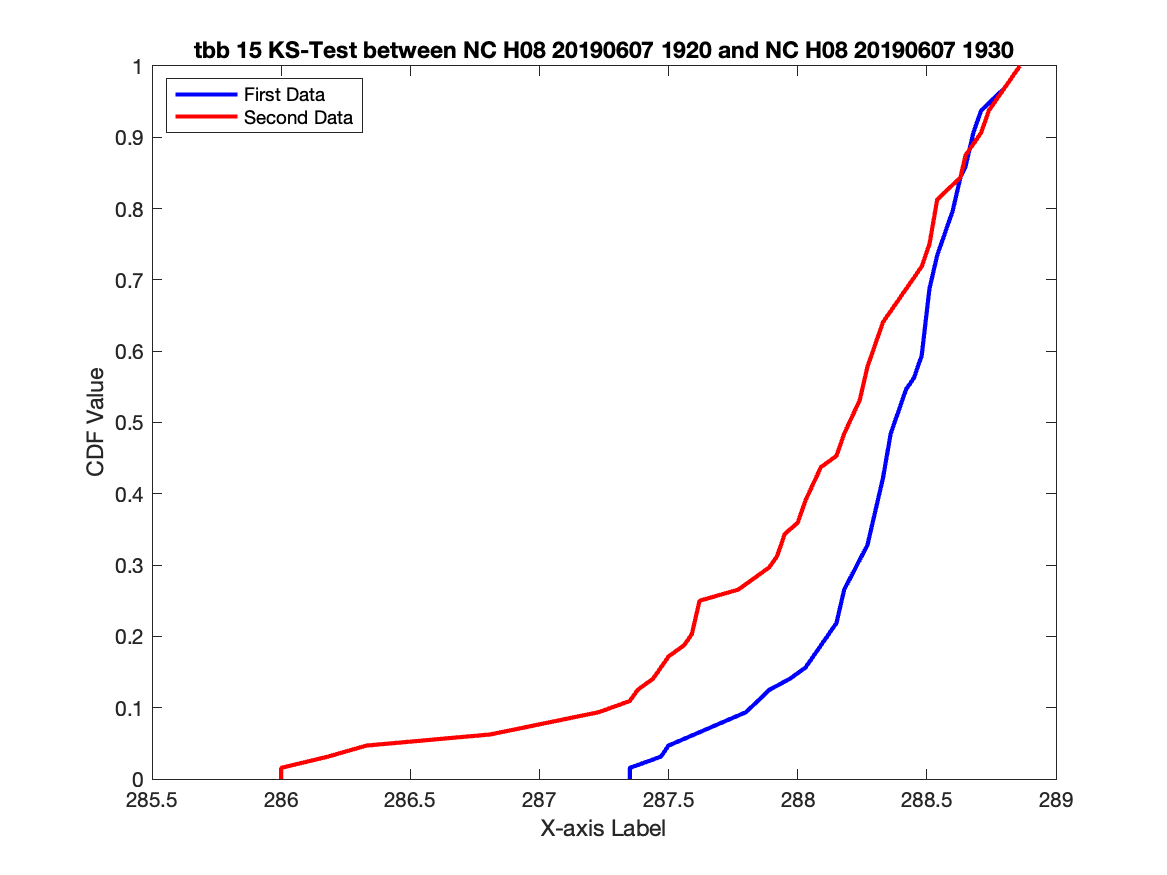 tbb 15 KS-Test between NC H08 20190607 1920 and NC H08 20190607 1930
First Data
Second Data
1
0.9
0.8
0.7
0.6
0.5
0.4
0.3
0.2
0.1
0
CDF Value
285.5 286 286.5 287 287.5 288 288.5 289
X-axis Label